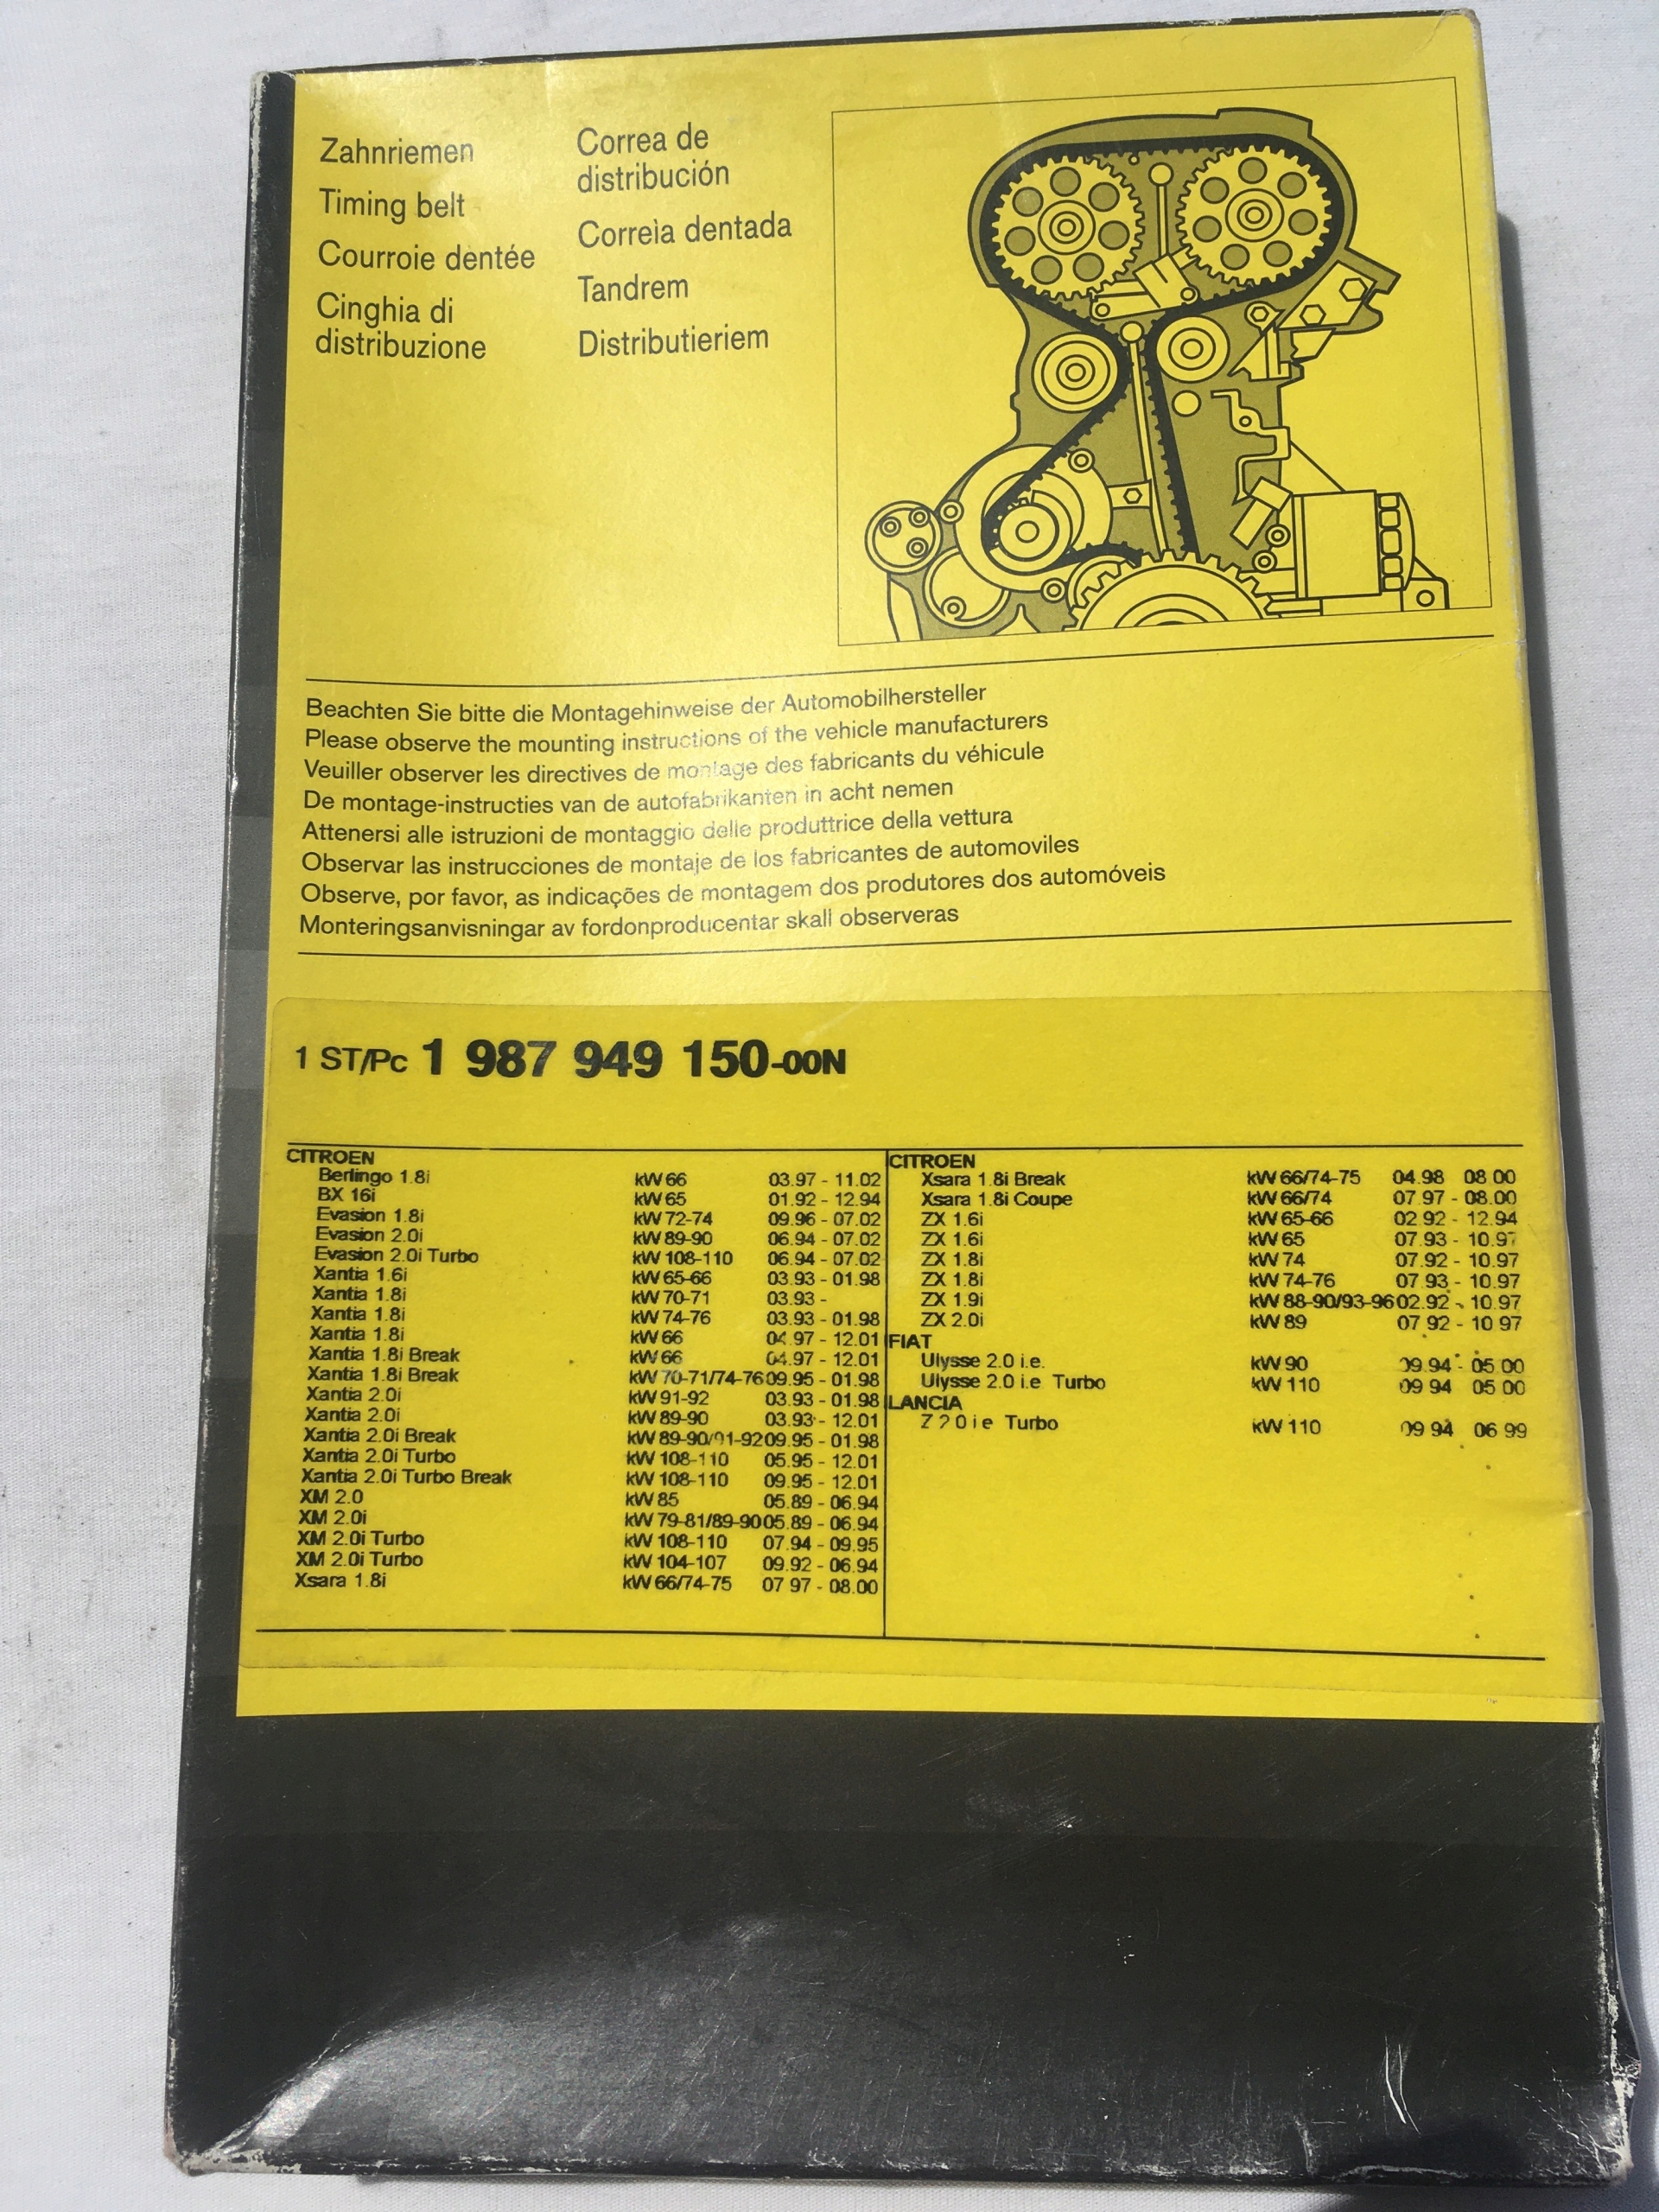 Zahnriemen
Timing belt
Courroie dentée
Cinghia di
distribuzione
Correa de
distribución
Correia dentada
Tandrem
Distributieriem
Beachten Sie bitte die Montagehinweise der Automobilhersteller
Please observe the mounting instructions of the vehicle manufacturers
Veuiller observer les directives de montage des fabricants du véhicule
De montage-instructies van de autofabrikanten in acht nemen
Attenersi alle istruzioni de montaggio delle produttrice della vettura
Observar las instrucciones de montaje de los fabricantes de automoviles
Observe, por favor, as indicações de montagem dos produtores dos automóveis
Monteringsanvisningar av fordonproducentar skall observeras
1 ST/Pc 1 987 949 150-00N
CITROEN
Berlingo 1.8i kW 66 03.97 - 11.02
BX 16i kW 65 01.92 - 12.94
Evasion 1.8i kW 72-74 09.96 - 07.02
Evasion 2.0i kW 89-90 06.94 - 07.02
Evasion 2.0i Turbo kW 108-110 06.94 - 07.02
Xantia 1.6i kW 65-66 03.93 - 01.98
Xantia 1.8i kW 70-71 03.93 -
Xantia 1.8i kW 74-76 03.93 - 01.98
Xantia 1.8i kW 66 04.97 - 12.01
Xantia 1.8i Break kW 66 04.97 - 12.01
Xantia 1.8i Break kW 70-71/74-76 09.95 - 01.98
Xantia 2.0i kW 91-92 03.93 - 01.98
Xantia 2.0i kW 89-90 03.93 - 12.01
Xantia 2.0i Break kW 89-90/91-92 09.95 - 01.98
Xantia 2.0i Turbo kW 108-110 05.95 - 12.01
Xantia 2.0i Turbo Break kW 108-110 09.95 - 12.01
XM 2.0 kW 85 05.89 - 06.94
XM 2.0i kW 79-81/89-90 05.89 - 06.94
XM 2.0i Turbo kW 108-110 07.94 - 09.95
XM 2.0i Turbo kW 104-107 09.92 - 06.94
Xsara 1.8i kW 66/74-75 07 97 - 08.00
CITROEN
Xsara 1.8i Break kW 66/74-75 04.98 08 00
Xsara 1.8i Coupe kW 66/74 07 97 - 08.00
ZX 1.6i kW 65-66 02 92 - 12.94
ZX 1.6i kW 65 07.93 - 10.97
ZX 1.8i kW 74 07.92 - 10.97
ZX 1.8i kW 74-76 07.93 - 10.97
ZX 1.9i kW 88-90/93-96 02.92 - 10.97
ZX 2.0i kW 89 07 92 - 10 97
FIAT
Ulysse 2.0 i.e. kW 90 09.94 - 05 00
Ulysse 2.0 i.e Turbo kW 110 09 94 05 00
LANCIA
Z 2 0 i e Turbo kW 110 09 94 06 99